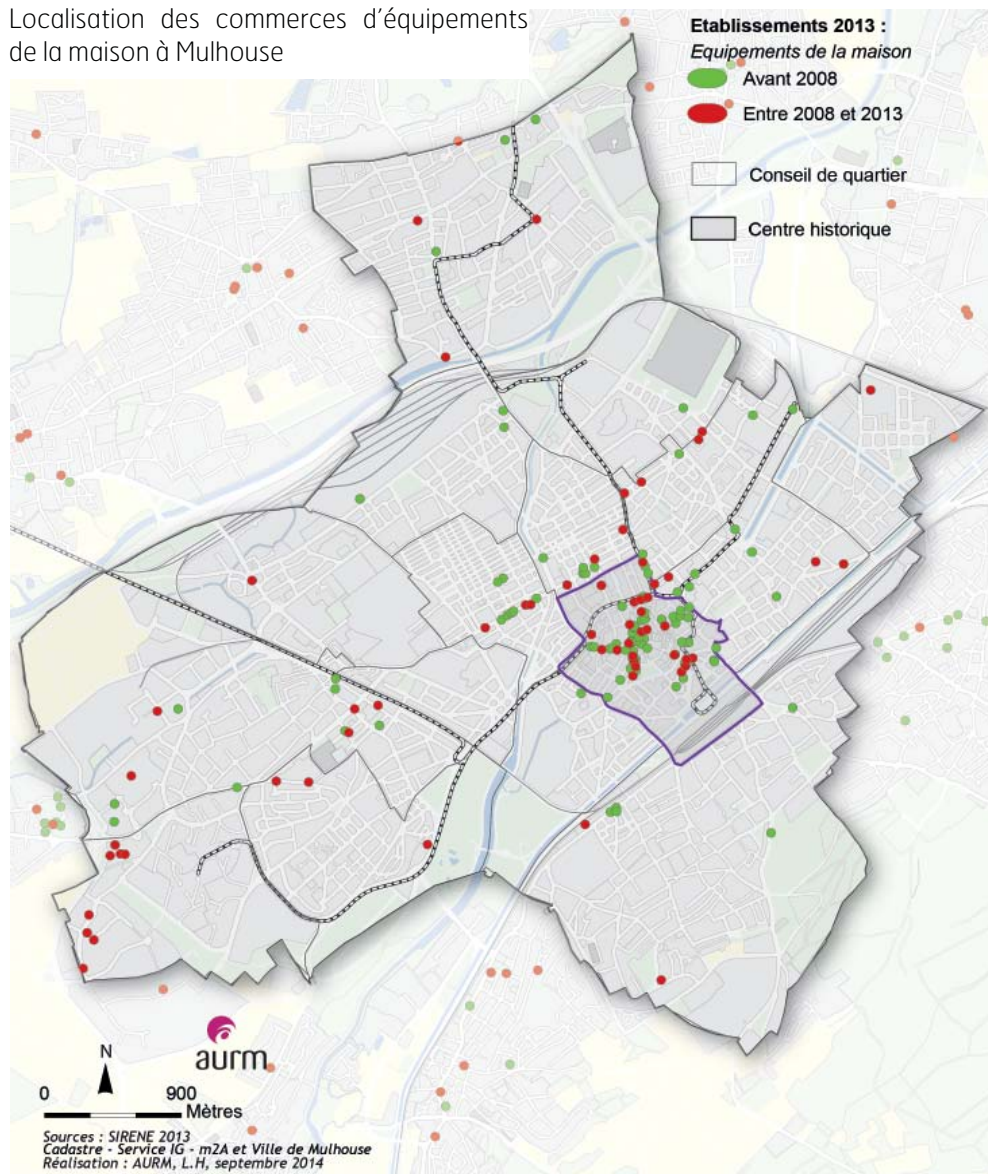 Localisation des commerces d'équipements
de la maison à Mulhouse
Etablissements 2013 :
Equipements de la maison
Avant 2008
Entre 2008 et 2013
Conseil de quartier
Centre historique
aurm
N
0 900
Mètres
Sources : SIRENE 2013
Cadastre - Service IG - m2A et Ville de Mulhouse
Réalisation : AURM, L.H, septembre 2014